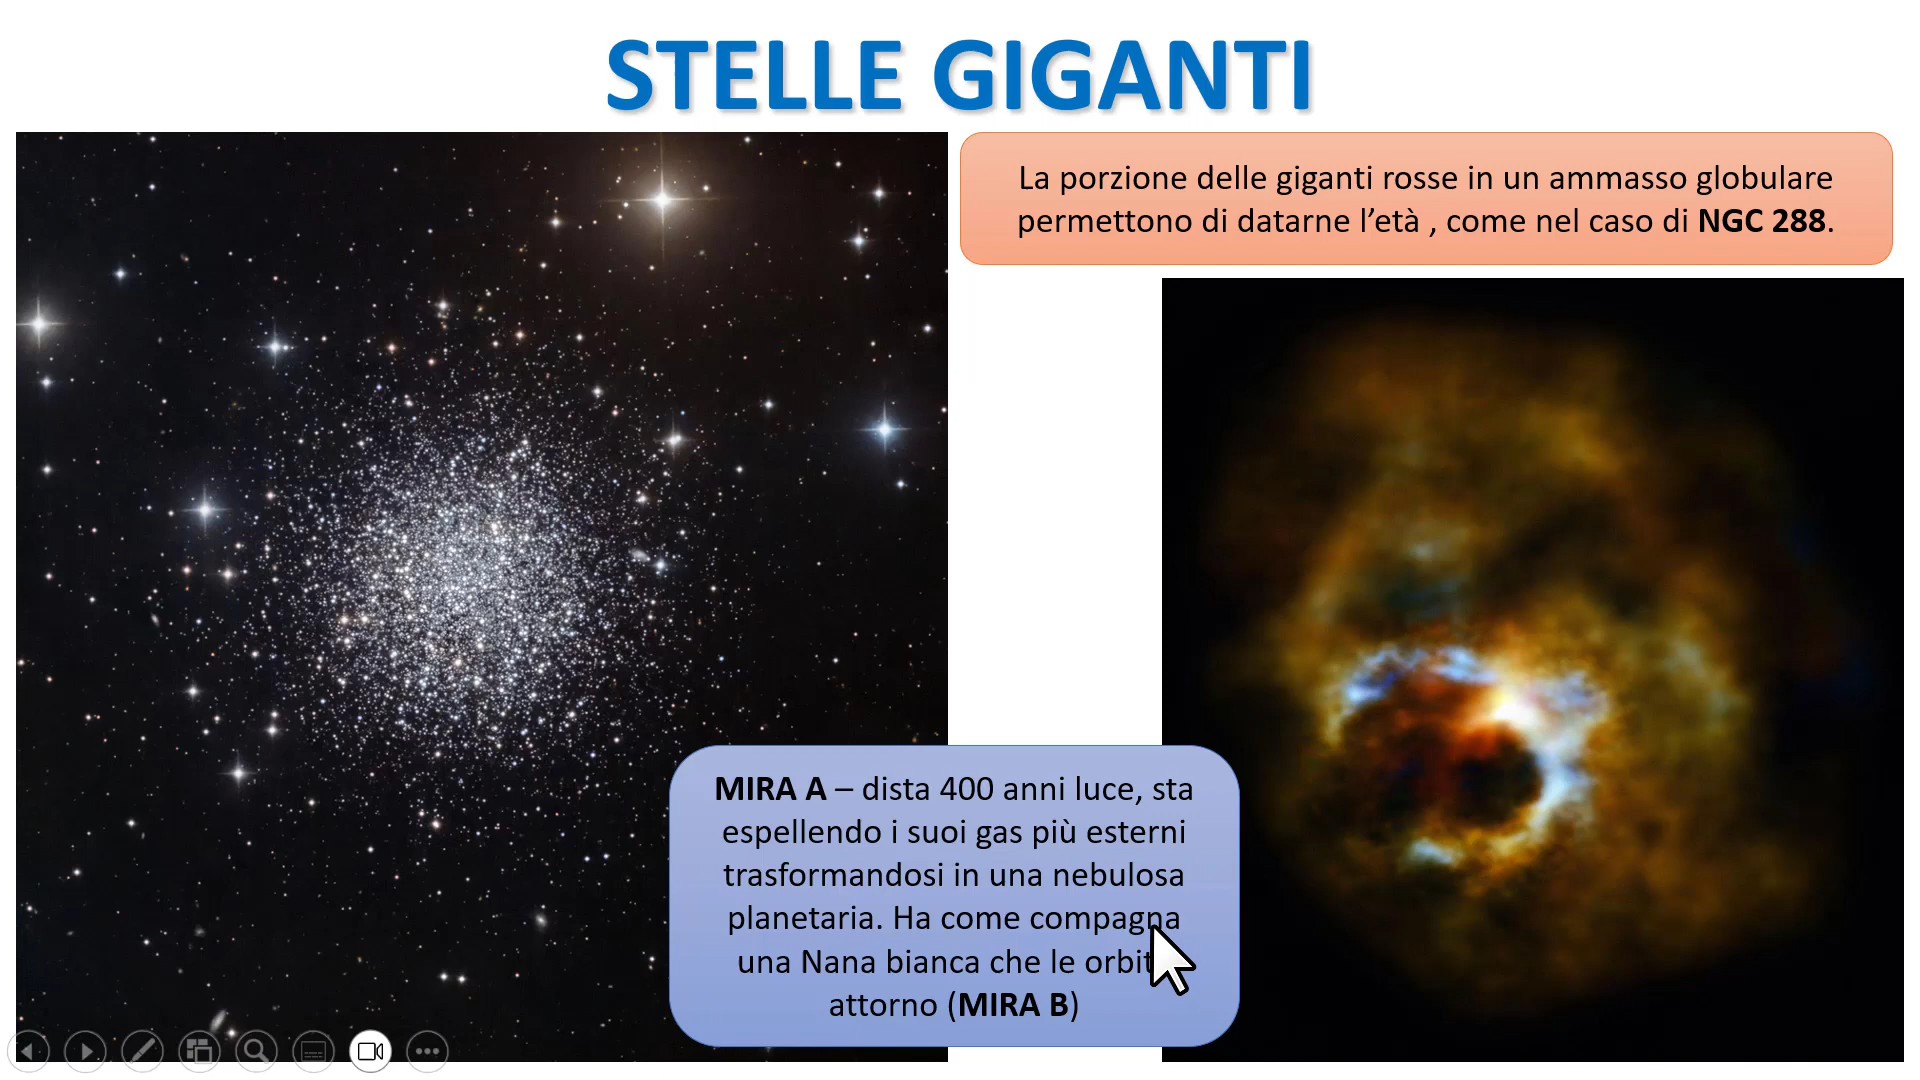 STELLE GIGANTI
La porzione delle giganti rosse in un ammasso globulare
permettono di datarne l’età , come nel caso di NGC 288.
MIRA A – dista 400 anni luce, sta
espellendo i suoi gas più esterni
trasformandosi in una nebulosa
planetaria. Ha come compagna
una Nana bianca che le orbita
attorno (MIRA B)